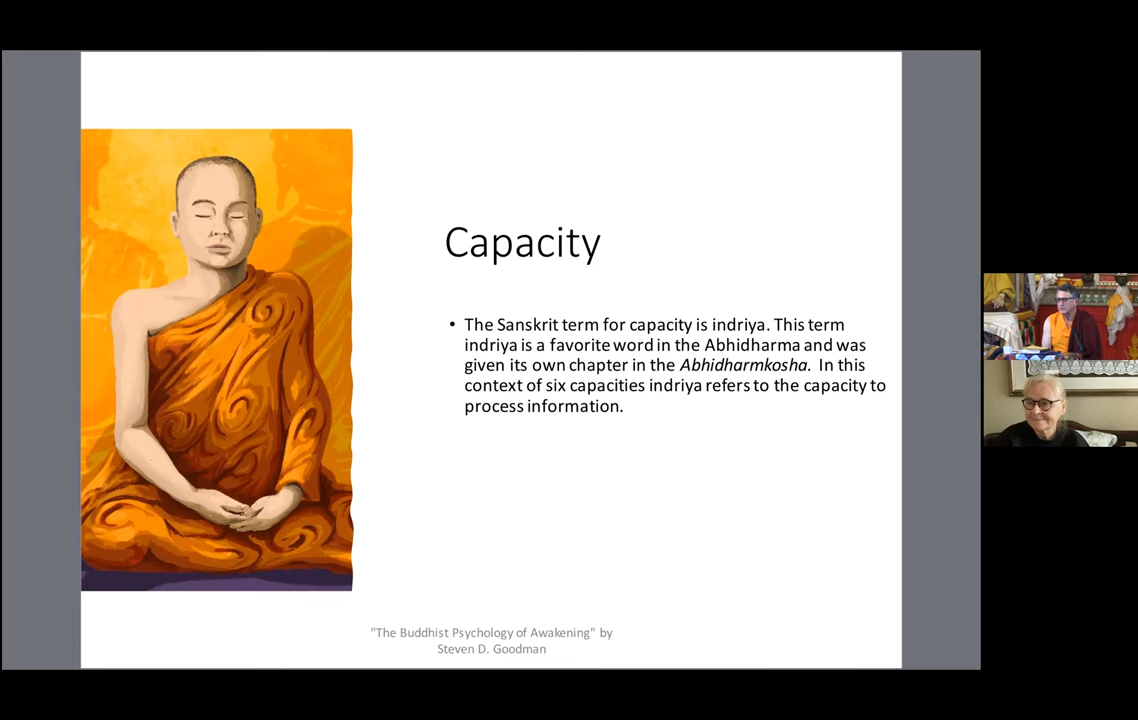 Capacity
• The Sanskrit term for capacity is indriya. This term
indriya is a favorite word in the Abhidharma and was
given its own chapter in the Abhidharmkosha. In this
context of six capacities indriya refers to the capacity to
process information.
"The Buddhist Psychology of Awakening" by
Steven D. Goodman